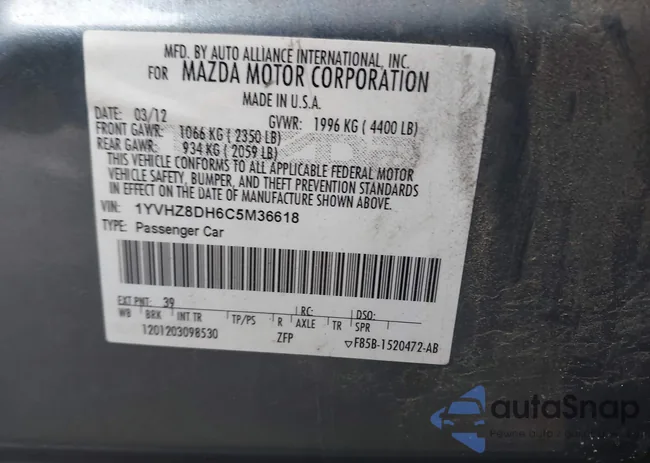 MFD. BY AUTO ALLIANCE INTERNATIONAL, INC.
FOR MAZDA MOTOR CORPORATION
MADE IN U.S.A.
DATE: 03/12 GVWR: 1996 KG ( 4400 LB)
FRONT GAWR: 1066 KG ( 2350 LB)
REAR GAWR: 934 KG ( 2059 LB)
THIS VEHICLE CONFORMS TO ALL APPLICABLE FEDERAL MOTOR
VEHICLE SAFETY, BUMPER, AND THEFT PREVENTION STANDARDS
IN EFFECT ON THE DATE OF MANUFACTURE SHOWN ABOVE.
VIN: 1YVHZ8DH6C5M36618
TYPE: Passenger Car
EXT PNT: 39 RC: DSO:
WB BRK INT TR TP/PS R AXLE TR SPR
1201203098530 ZFP ▽F85B-1520472-AB
autoSnap